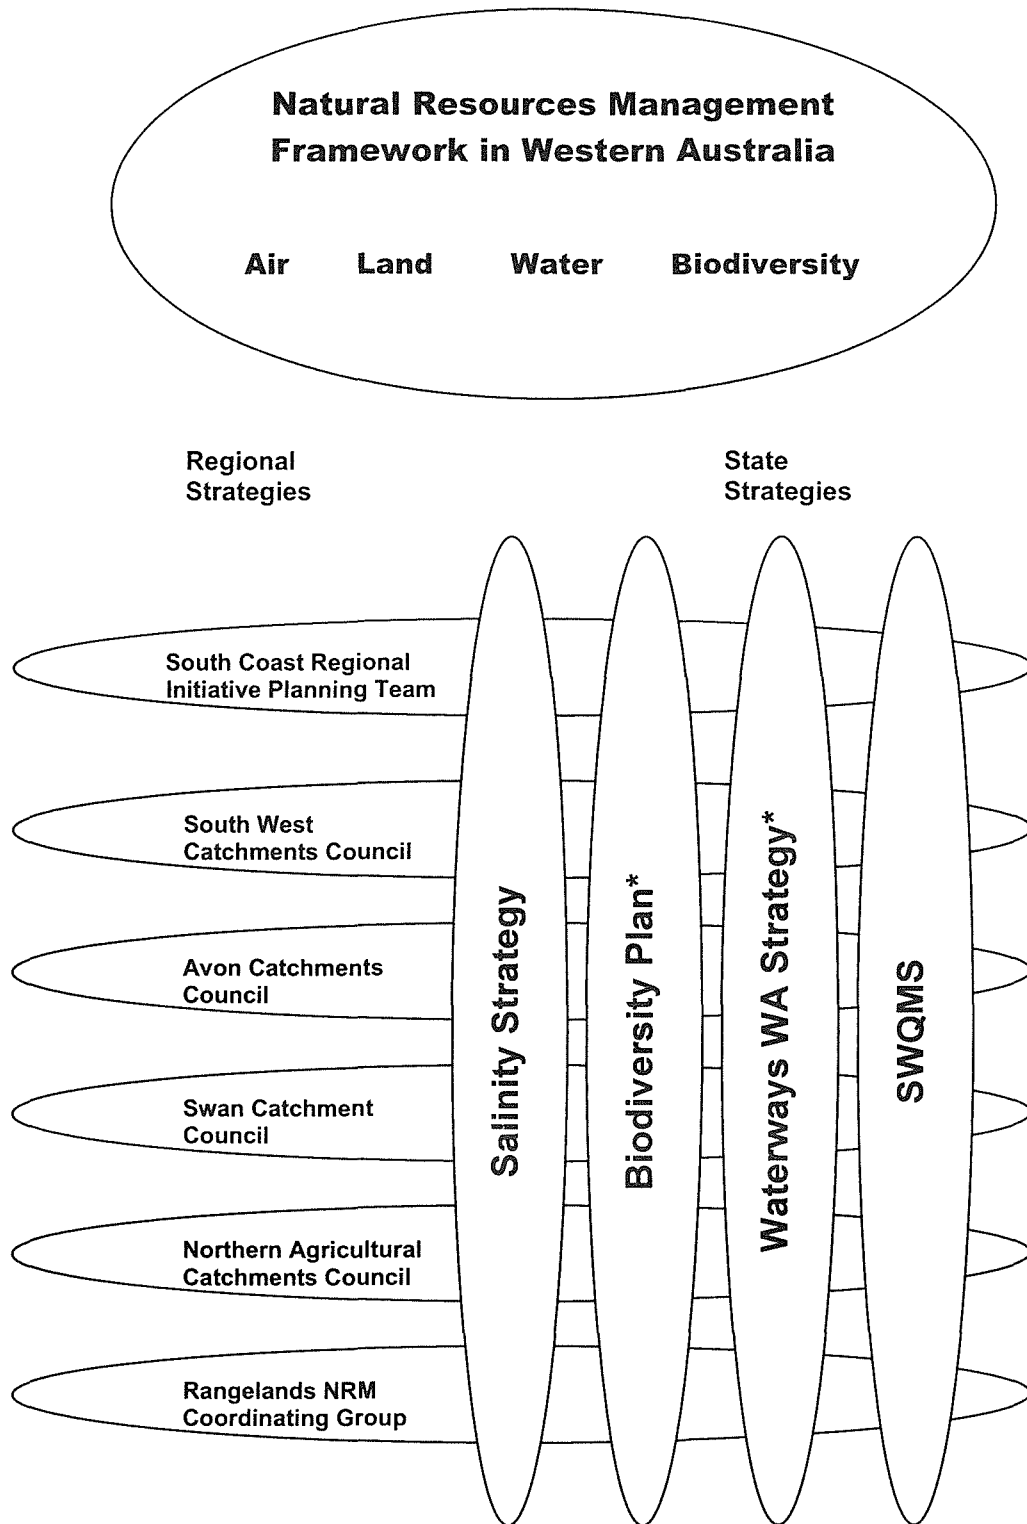 Natural Resources Management
Framework in Western Australia
Air Land Water Biodiversity
Regional
Strategies
State
Strategies
South Coast Regional
Initiative Planning Team
South West
Catchments Council
Avon Catchments
Council
Swan Catchment
Council
Northern Agricultural
Catchments Council
Rangelands NRM
Coordinating Group
Salinity Strategy
Biodiversity Plan*
Waterways WA Strategy*
SWQMS